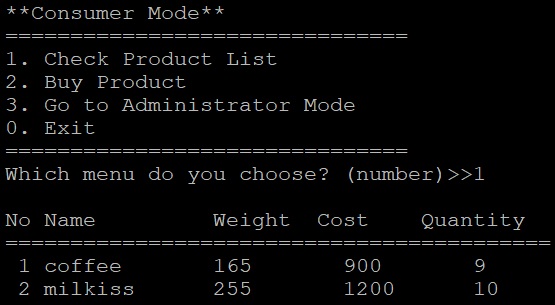 **Consumer Mode**
===============================
1. Check Product List
2. Buy Product
3. Go to Administrator Mode
0. Exit
===============================
Which menu do you choose? (number)>>1
No Name         Weight  Cost    Quantity
==========================================
 1 coffee       165       900     9
 2 milkiss      255       1200    10